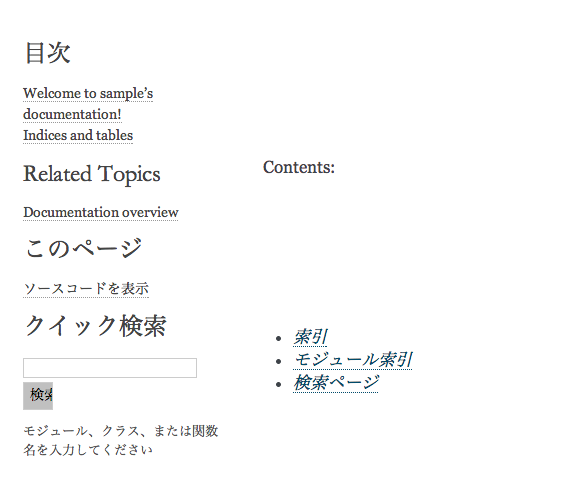 目次
Welcome to sample’s
documentation!
Indices and tables
Related Topics
Documentation overview
このページ
ソースコードを表示
クイック検索
検索
モジュール、クラス、または関数
名を入力してください
Contents:
索引
モジュール索引
検索ページ